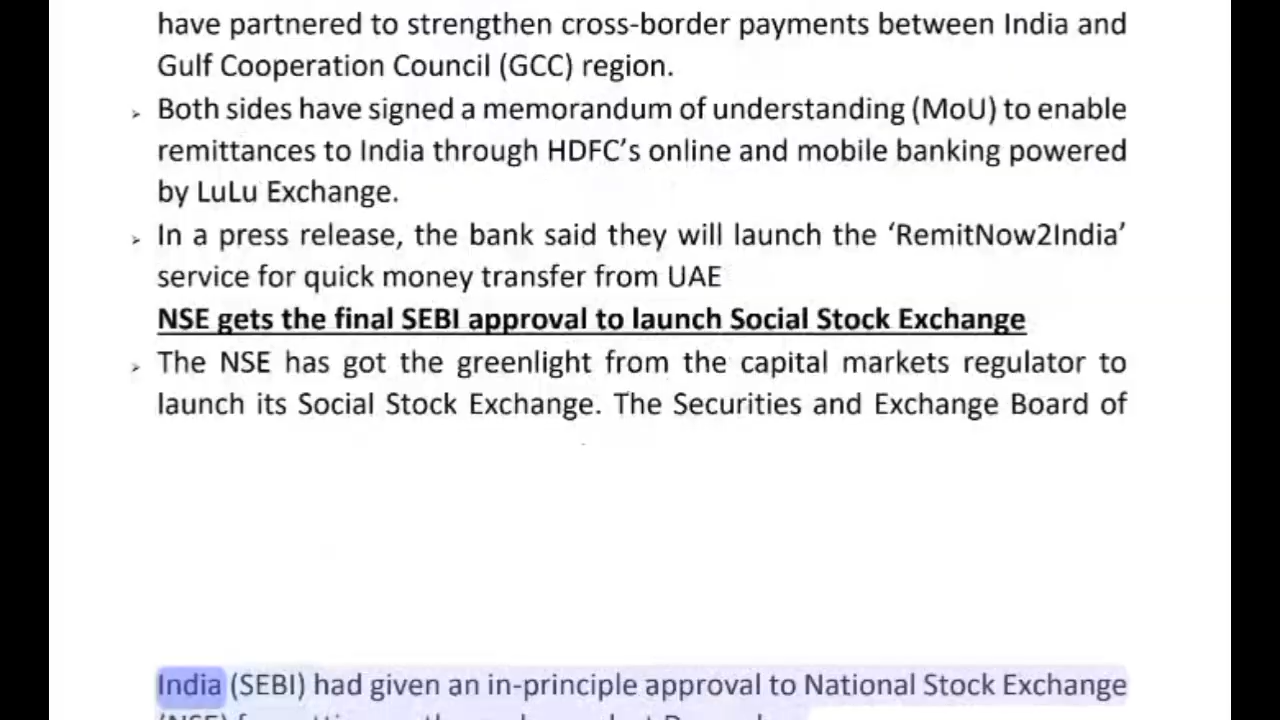 have partnered to strengthen cross-border payments between India and
Gulf Cooperation Council (GCC) region.
Both sides have signed a memorandum of understanding (MoU) to enable
remittances to India through HDFC's online and mobile banking powered
by LuLu Exchange.
In a press release, the bank said they will launch the ‘RemitNow2India’
service for quick money transfer from UAE
NSE gets the final SEBI approval to launch Social Stock Exchange
The NSE has got the greenlight from the capital markets regulator to
launch its Social Stock Exchange. The Securities and Exchange Board of
India (SEBI) had given an in-principle approval to National Stock Exchange